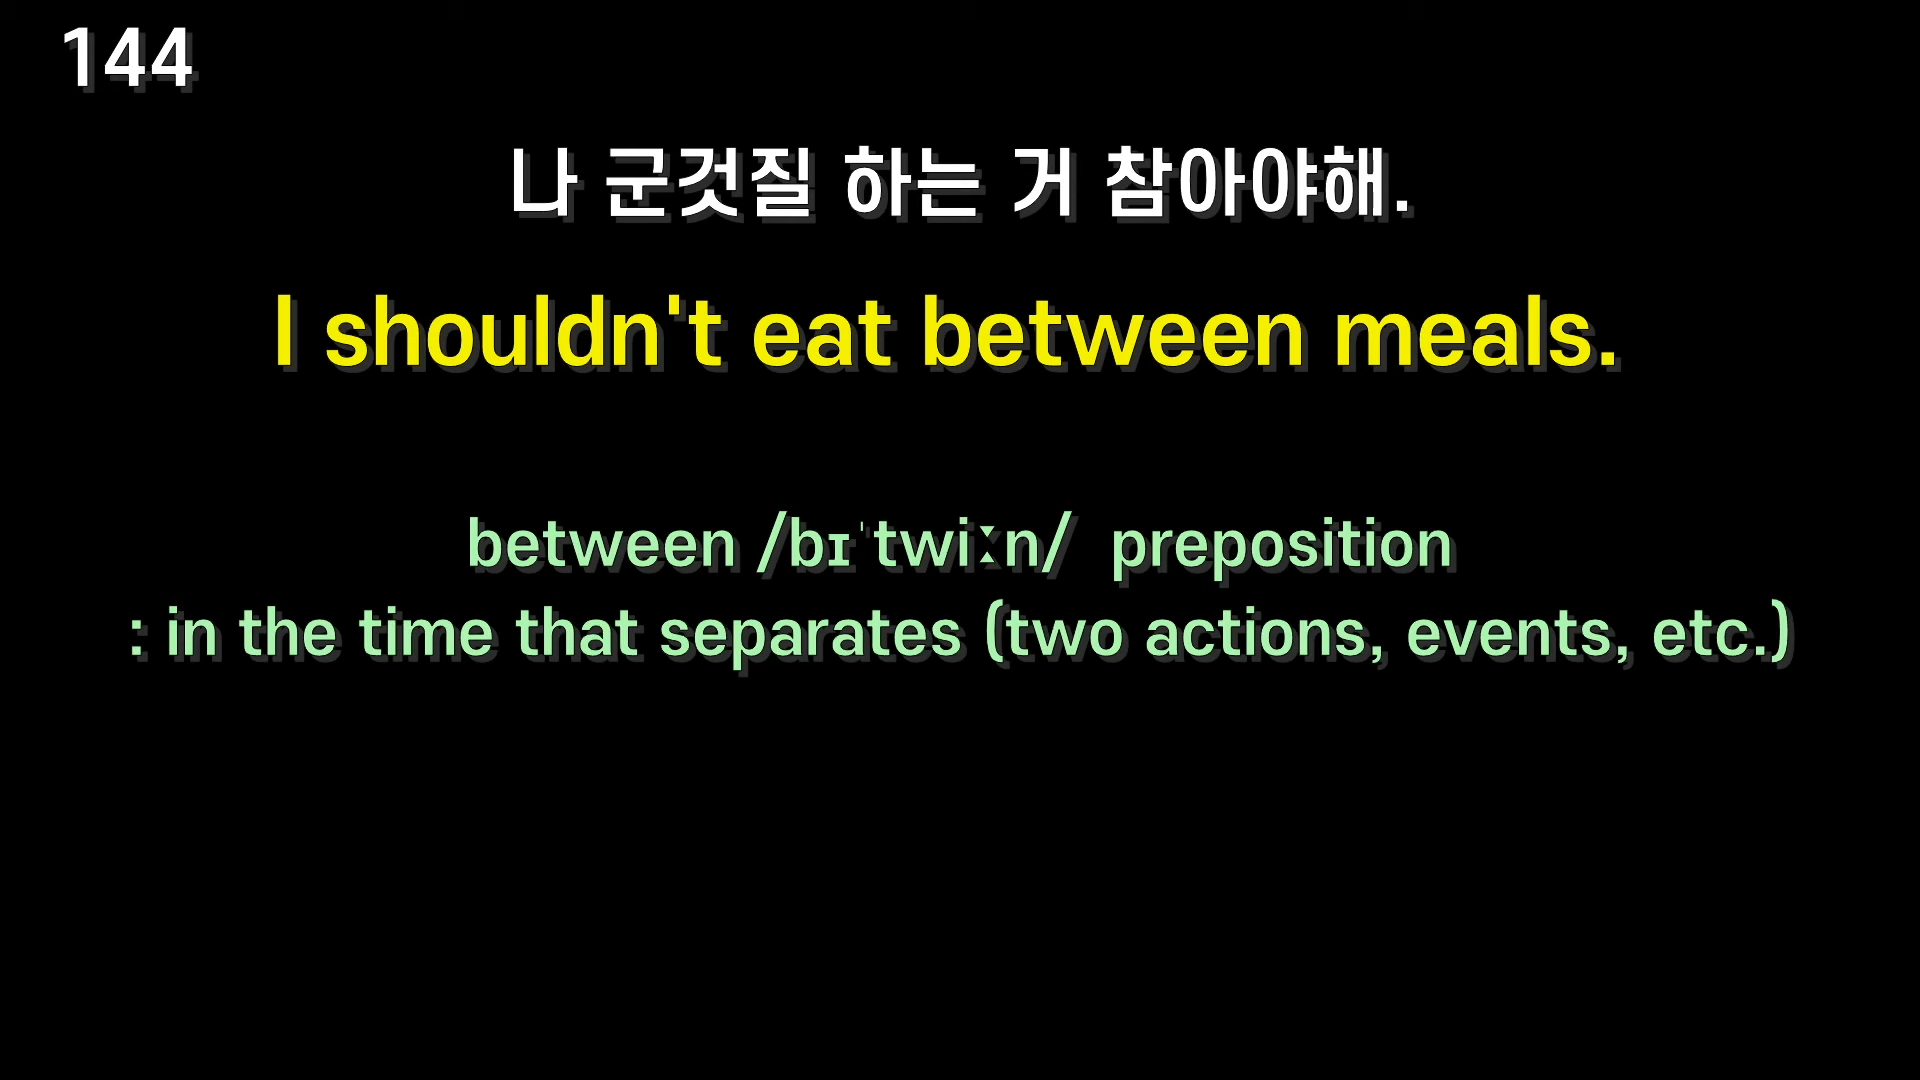 144
나 군것질 하는 거 참아야해.
I shouldn't eat between meals.
between /bɪˈtwiːn/  preposition
: in the time that separates (two actions, events, etc.)